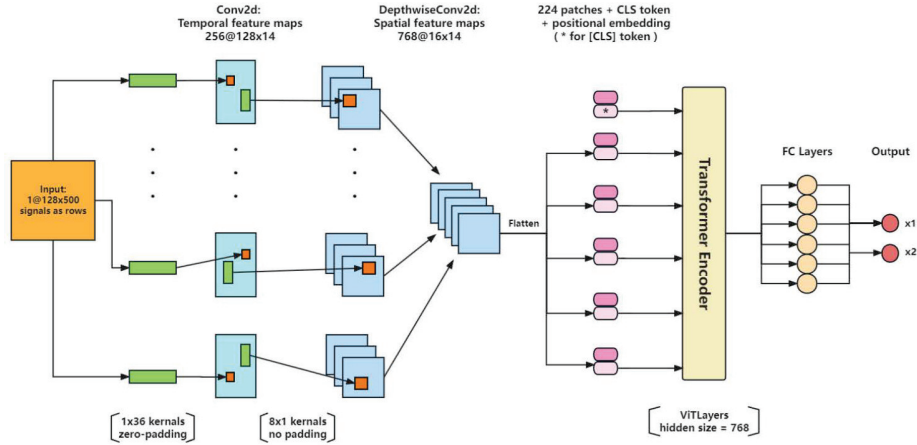 Conv2d:
Temporal feature maps
256@128x14
DepthwiseConv2d:
Spatial feature maps
768@16x14
224 patches + CLS token
+ positional embedding
( * for [CLS] token )
Input:
1@128x500
signals as rows
*
Flatten
Transformer Encoder
FC Layers
Output
x1
x2
1x36 kernals
zero-padding
8x1 kernals
no padding
ViTLayers
hidden size = 768